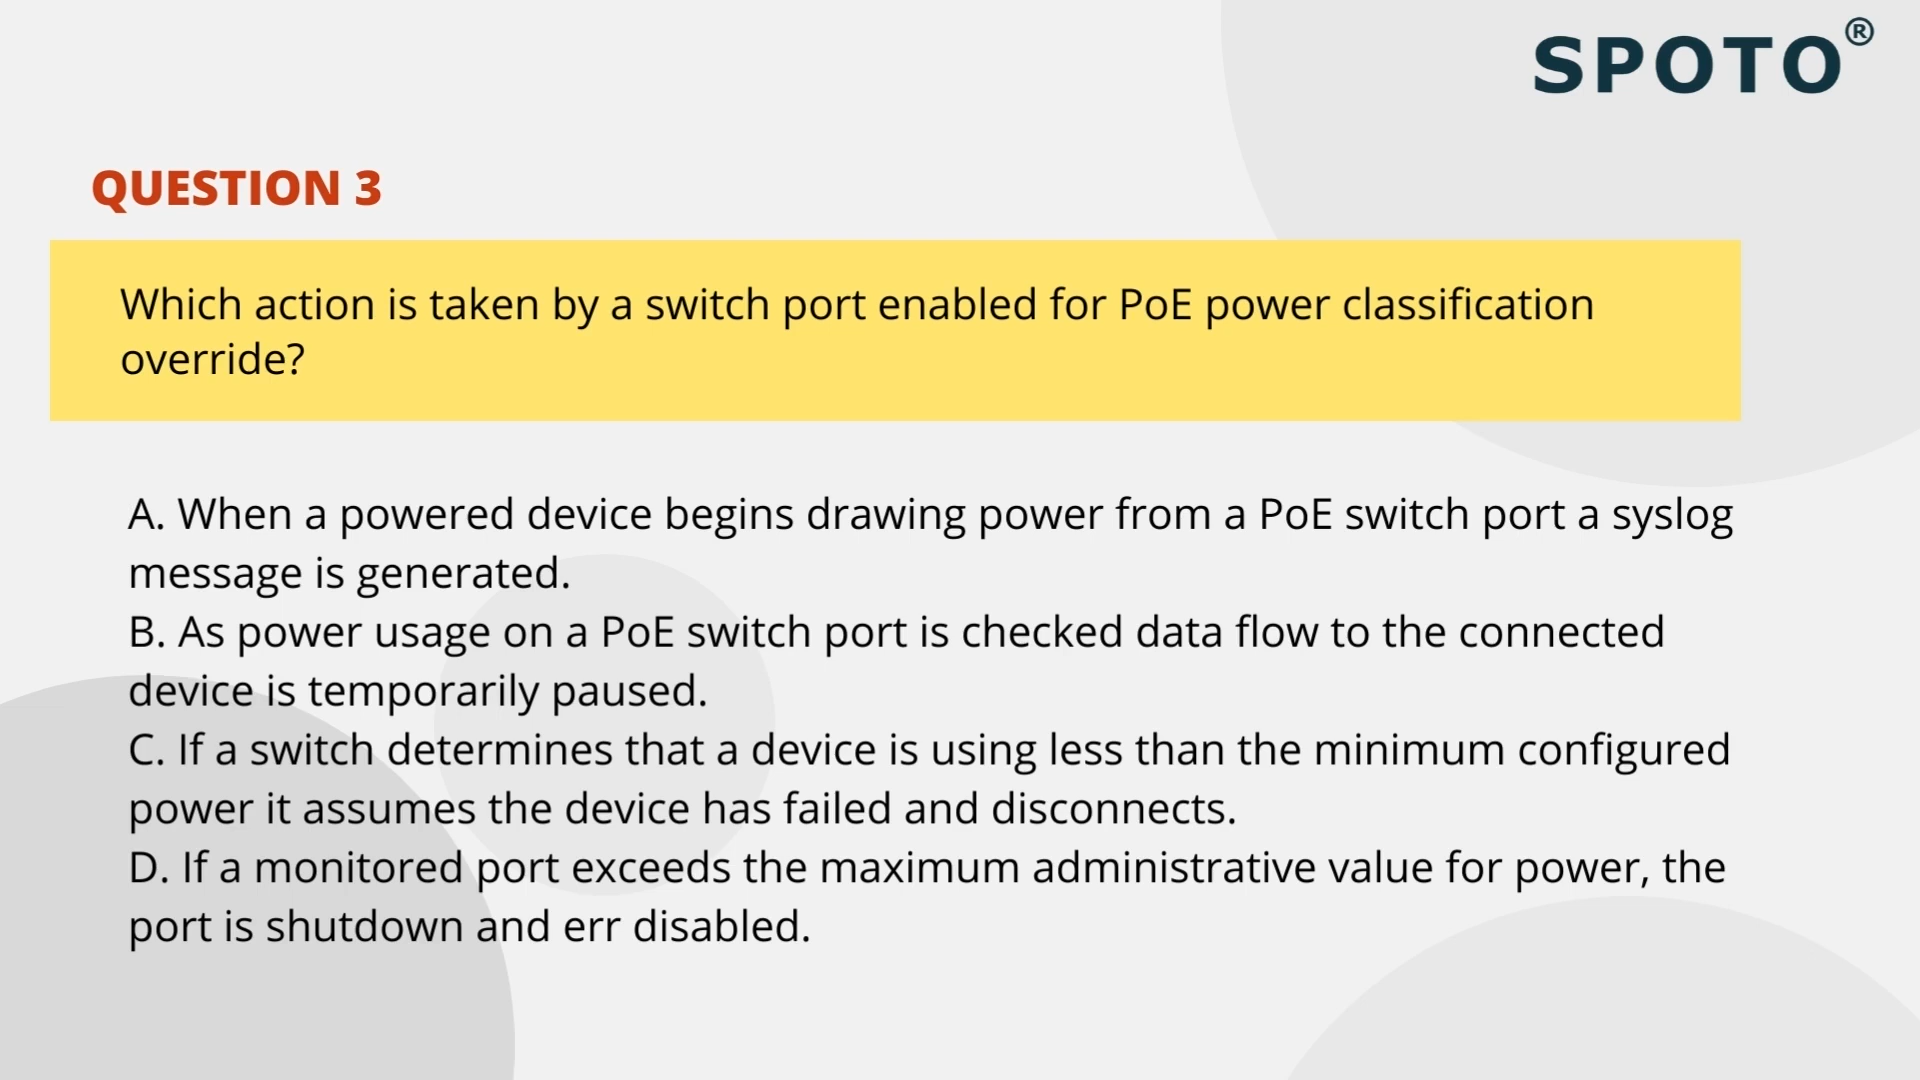 SPOTO®
QUESTION 3
Which action is taken by a switch port enabled for PoE power classification
override?
A. When a powered device begins drawing power from a PoE switch port a syslog
message is generated.
B. As power usage on a PoE switch port is checked data flow to the connected
device is temporarily paused.
C. If a switch determines that a device is using less than the minimum configured
power it assumes the device has failed and disconnects.
D. If a monitored port exceeds the maximum administrative value for power, the
port is shutdown and err disabled.